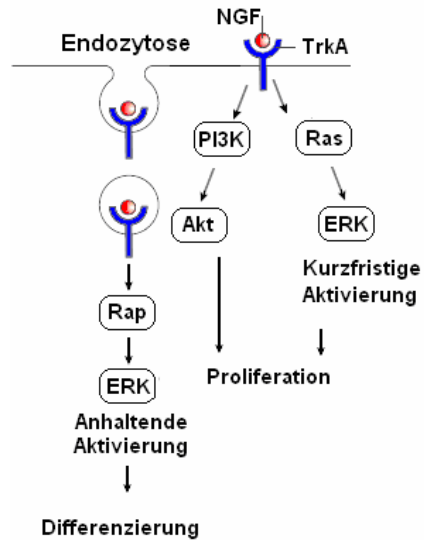 NGF
Endozytose
TrkA
PI3K
Ras
Akt
ERK
Kurzfristige
Aktivierung
Rap
Proliferation
ERK
Anhaltende
Aktivierung
Differenzierung